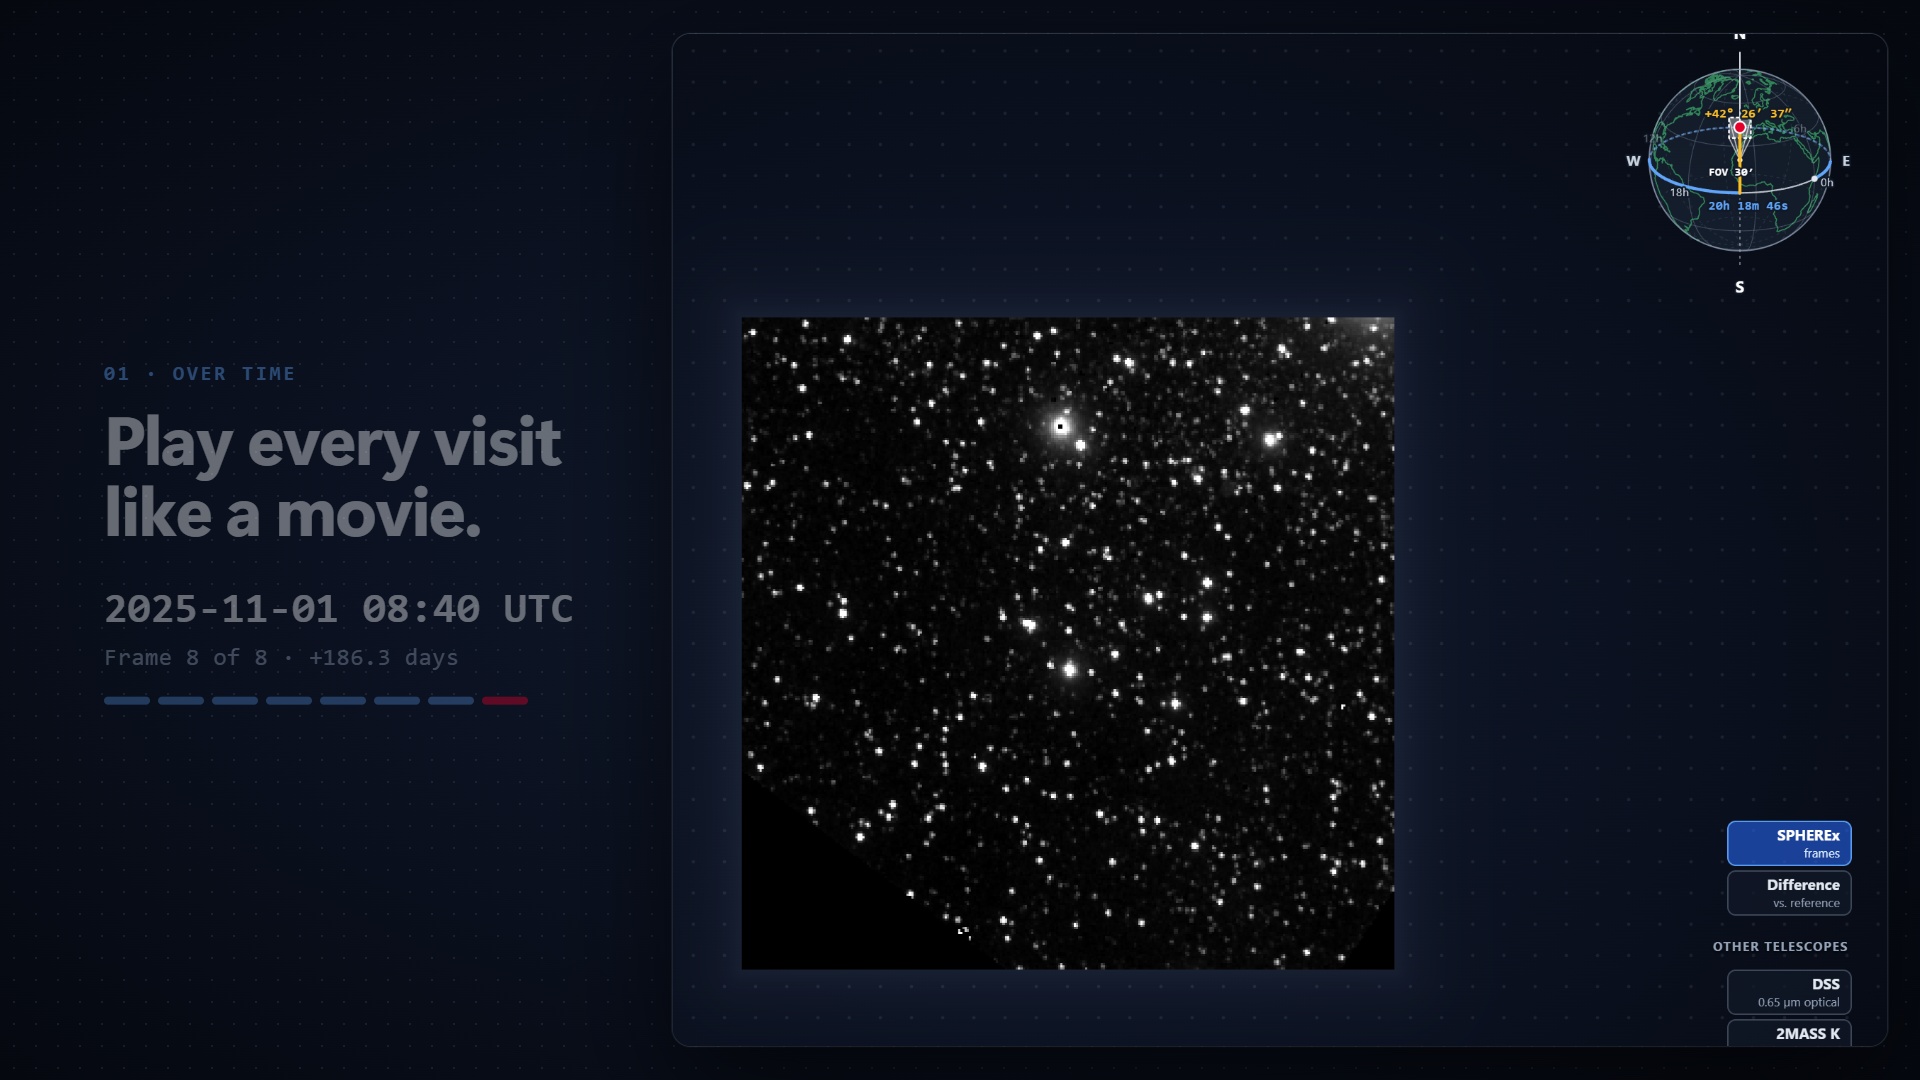 01 · OVER TIME
Play every visit
like a movie.
2025-11-01 08:40 UTC
Frame 8 of 8 · +186.3 days
N
+42° 26′ 37″
6h
W
E
FOV 30′
18h
0h
20h 18m 46s
S
SPHEREx
frames
Difference
vs. reference
OTHER TELESCOPES
DSS
0.65 μm optical
2MASS K